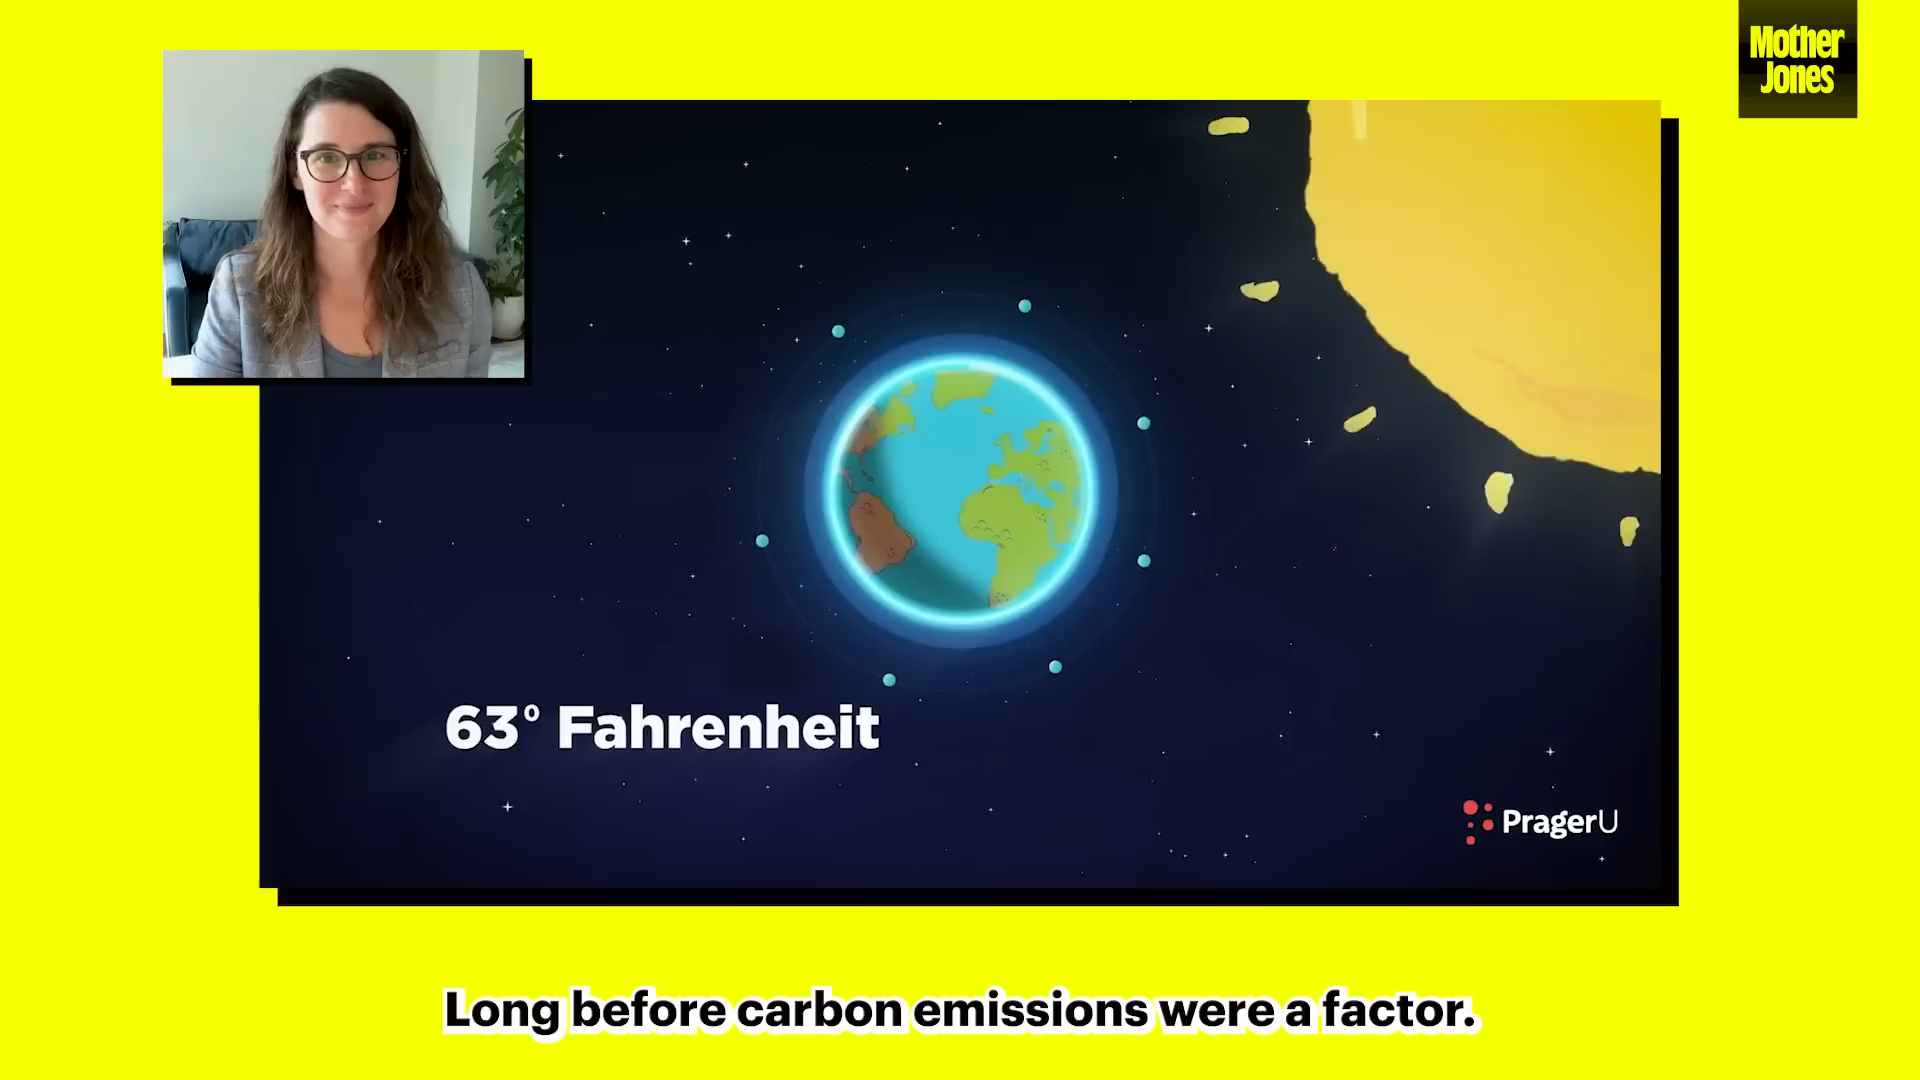 Mother
Jones
63° Fahrenheit
PragerU
Long before carbon emissions were a factor.